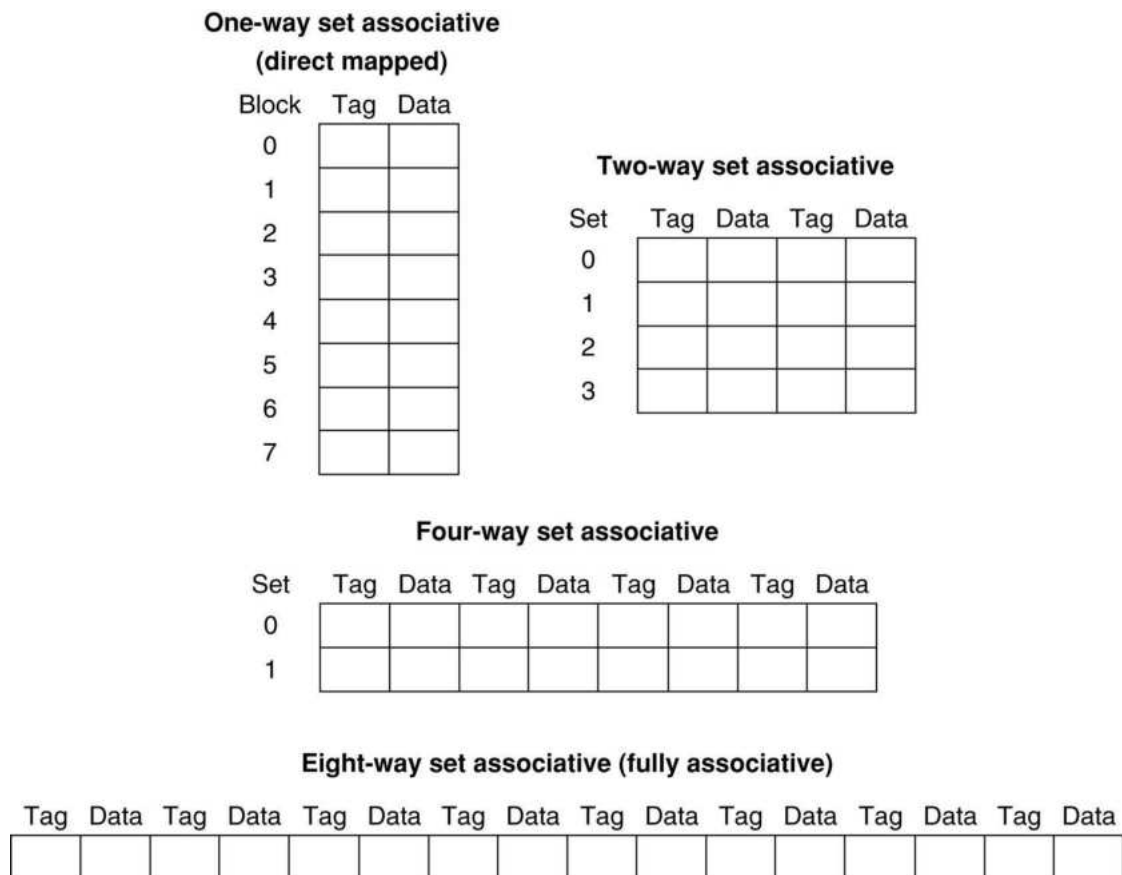 One-way set associative
(direct mapped)
Block Tag Data
0
1
2
3
4
5
6
7
Two-way set associative
Set Tag Data Tag Data
0
1
2
3
Four-way set associative
Set Tag Data Tag Data Tag Data Tag Data
0
1
Eight-way set associative (fully associative)
Tag Data Tag Data Tag Data Tag Data Tag Data Tag Data Tag Data Tag Data